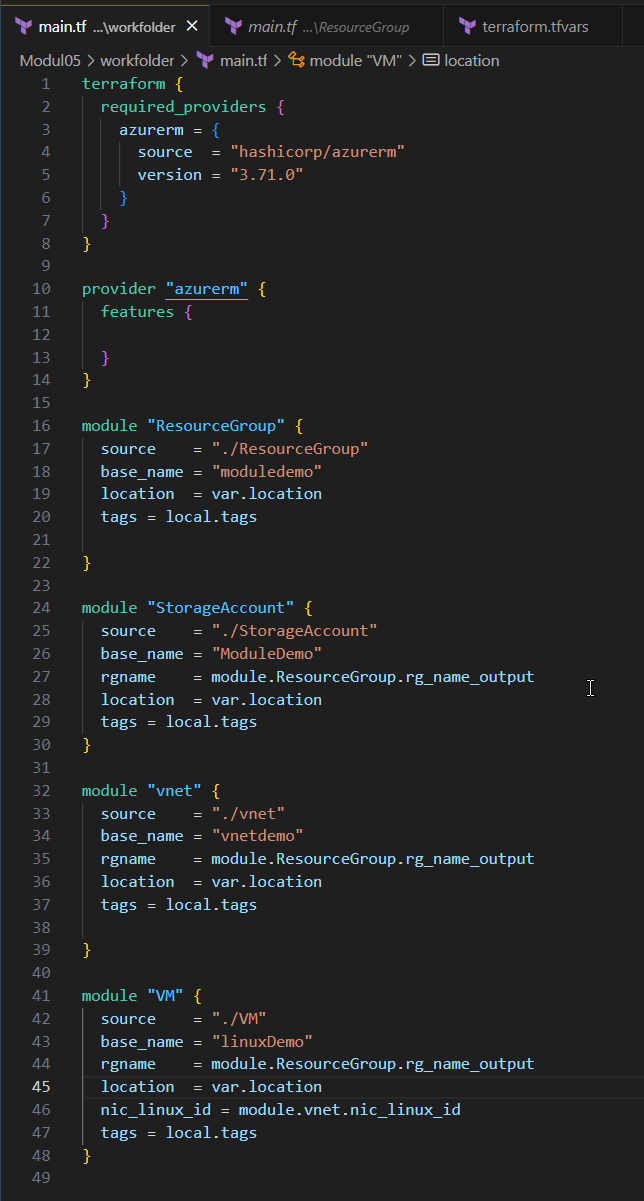 main.tf ...\workfolder
main.tf ...\ResourceGroup
terraform.tfvars
Modul05 > workfolder > main.tf > module "VM" > location
1 terraform {
2 required_providers {
3 azurerm = {
4 source = "hashicorp/azurerm"
5 version = "3.71.0"
6 }
7 }
8 }
9
10 provider "azurerm" {
11 features {
12
13 }
14 }
15
16 module "ResourceGroup" {
17 source = "./ResourceGroup"
18 base_name = "moduledemo"
19 location = var.location
20 tags = local.tags
21
22 }
23
24 module "StorageAccount" {
25 source = "./StorageAccount"
26 base_name = "ModuleDemo"
27 rgname = module.ResourceGroup.rg_name_output
28 location = var.location
29 tags = local.tags
30 }
31
32 module "vnet" {
33 source = "./vnet"
34 base_name = "vnetdemo"
35 rgname = module.ResourceGroup.rg_name_output
36 location = var.location
37 tags = local.tags
38
39 }
40
41 module "VM" {
42 source = "./VM"
43 base_name = "linuxDemo"
44 rgname = module.ResourceGroup.rg_name_output
45 location = var.location
46 nic_linux_id = module.vnet.nic_linux_id
47 tags = local.tags
48 }
49